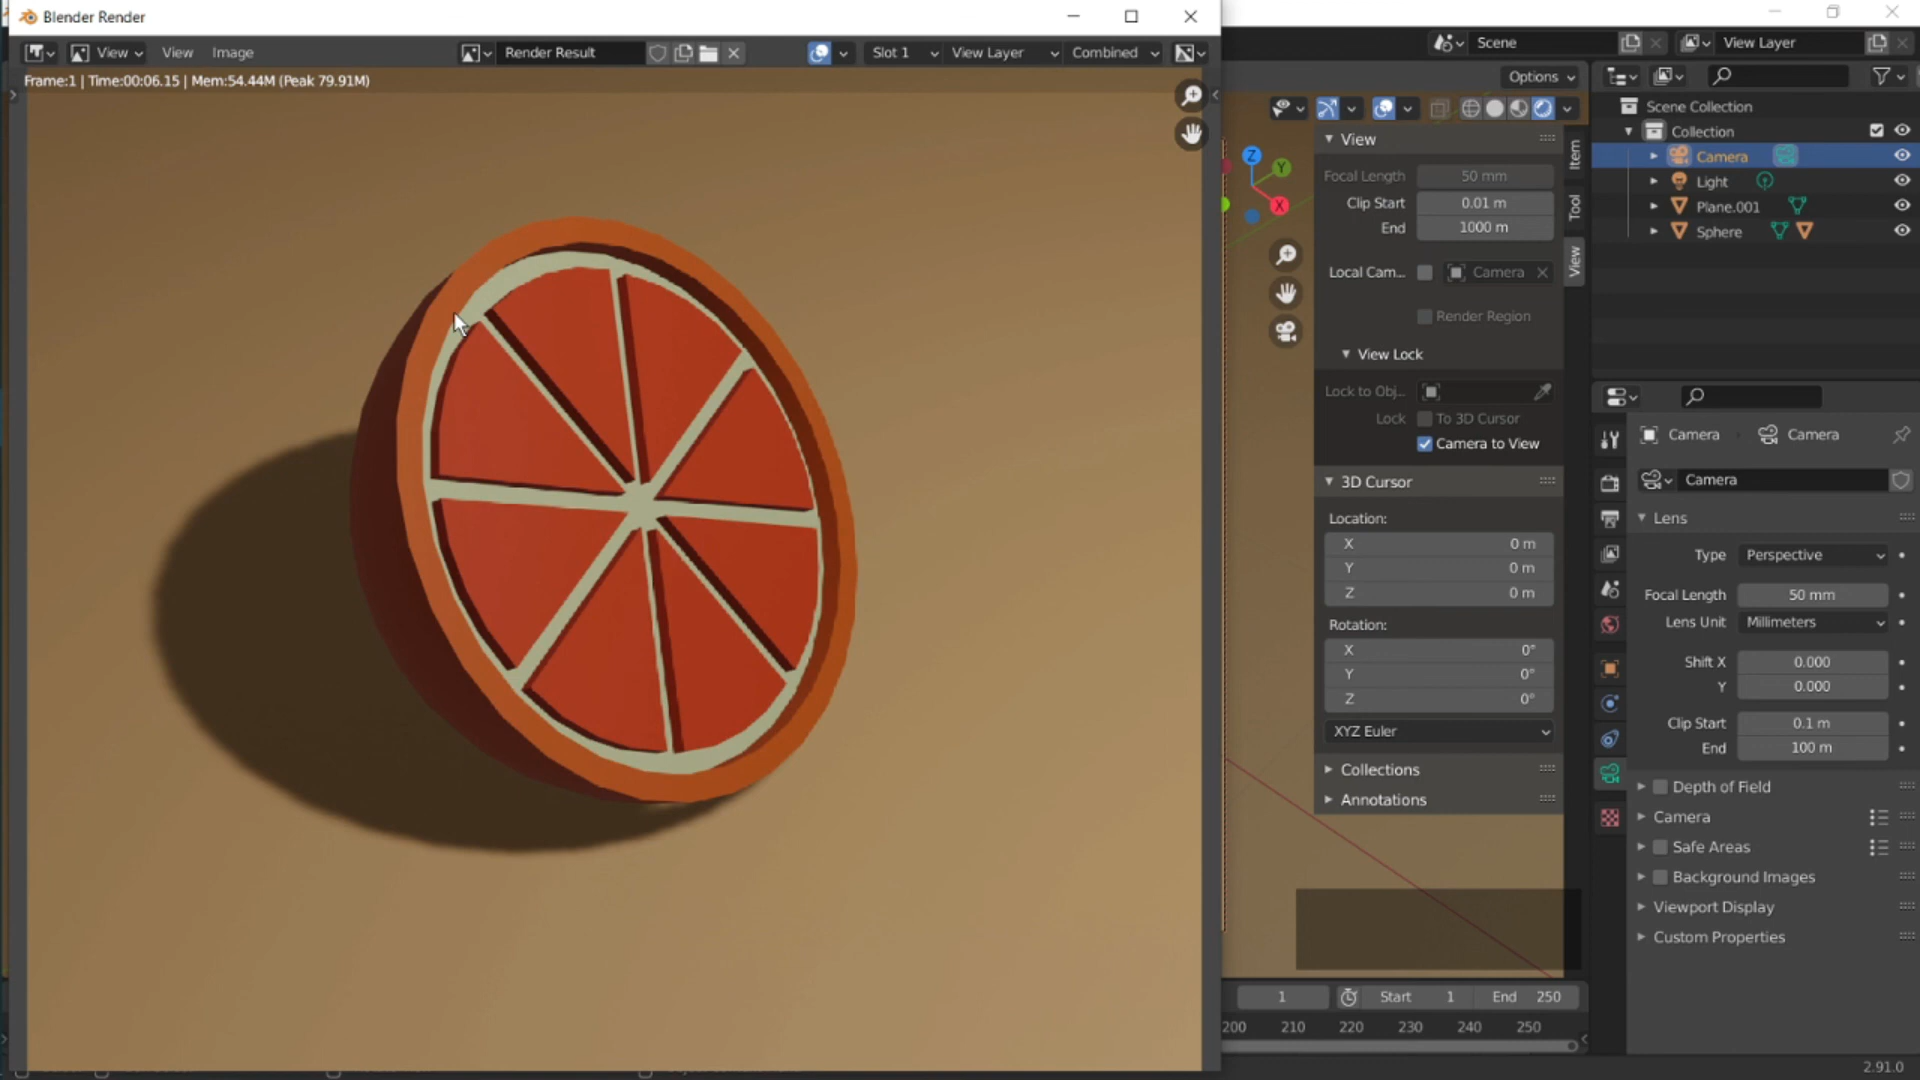 Blender Render
View View Image Render Result Slot 1 View Layer Combined
Frame:1 | Time:00:06.15 | Mem:54.44M (Peak 79.91M)
Scene View Layer
Options
Z
Y
X
View
Focal Length 50 mm
Clip Start 0.01 m
End 1000 m
Local Cam... Camera
Render Region
View Lock
Lock to Obj...
Lock To 3D Cursor
Camera to View
3D Cursor
Location:
X 0 m
Y 0 m
Z 0 m
Rotation:
X 0°
Y 0°
Z 0°
XYZ Euler
Collections
Annotations
Item
Tool
View
1 Start 1 End 250
200 210 220 230 240 250
Scene Collection
Collection
Camera
Light
Plane.001
Sphere
Camera Camera
Camera
Lens
Type Perspective
Focal Length 50 mm
Lens Unit Millimeters
Shift X 0.000
Y 0.000
Clip Start 0.1 m
End 100 m
Depth of Field
Camera
Safe Areas
Background Images
Viewport Display
Custom Properties
2.91.0